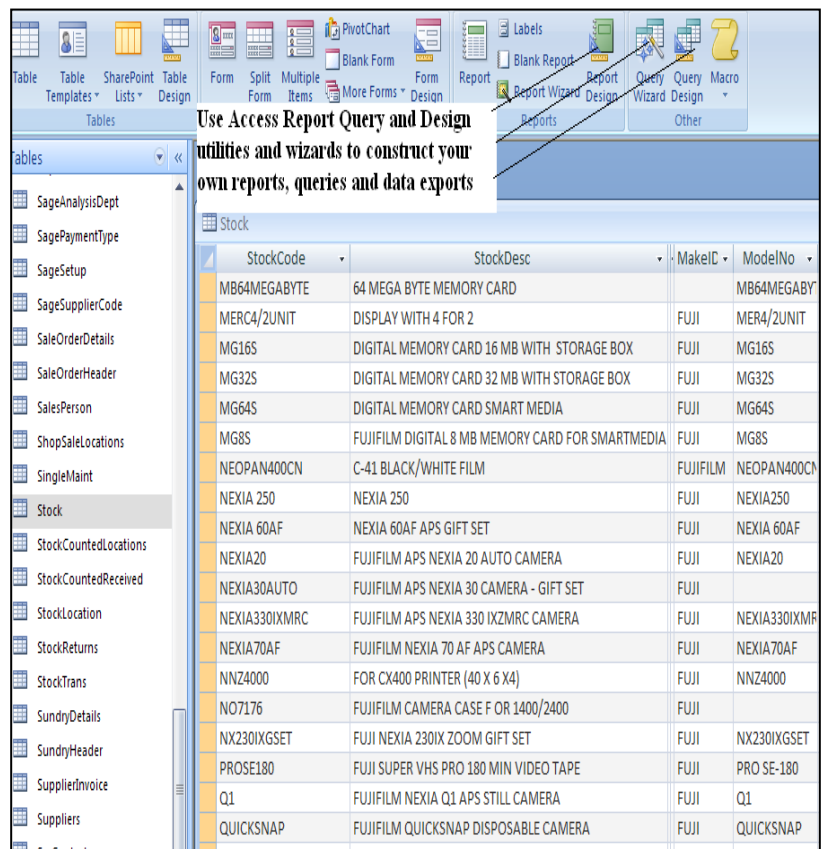 PivotChart
Labels
Blank Form
Blank Report
Table
Table Templates
SharePoint Lists
Table Design
Form
Split Form
Multiple Items
More Forms
Form Design
Report
Report Wizard
Report Design
Query Wizard
Query Design
Macro
Tables
Reports
Other
Use Access Report Query and Design
utilities and wizards to construct your
own reports, queries and data exports
Tables
SageAnalysisDept
SagePaymentType
SageSetup
SageSupplierCode
SaleOrderDetails
SaleOrderHeader
SalesPerson
ShopSaleLocations
SingleMaint
Stock
StockCountedLocations
StockCountedReceived
StockLocation
StockReturns
StockTrans
SundryDetails
SundryHeader
SupplierInvoice
Suppliers
Stock
StockCode StockDesc MakeID ModelNo
MB64MEGABYTE 64 MEGA BYTE MEMORY CARD MB64MEGABY
MERC4/2UNIT DISPLAY WITH 4 FOR 2 FUJI MER4/2UNIT
MG16S DIGITAL MEMORY CARD 16 MB WITH STORAGE BOX FUJI MG16S
MG32S DIGITAL MEMORY CARD 32 MB WITH STORAGE BOX FUJI MG32S
MG64S DIGITAL MEMORY CARD SMART MEDIA FUJI MG64S
MG8S FUJIFILM DIGITAL 8 MB MEMORY CARD FOR SMARTMEDIA FUJI MG8S
NEOPAN400CN C-41 BLACK/WHITE FILM FUJIFILM NEOPAN400CN
NEXIA 250 NEXIA 250 FUJI NEXIA250
NEXIA 60AF NEXIA 60AF APS GIFT SET FUJI NEXIA 60AF
NEXIA20 FUJIFILM APS NEXIA 20 AUTO CAMERA FUJI NEXIA20
NEXIA30AUTO FUJIFILM APS NEXIA 30 CAMERA - GIFT SET FUJI
NEXIA330IXMRC FUJIFILM APS NEXIA 330 IXZMRC CAMERA FUJI NEXIA330IXMR
NEXIA70AF FUJIFILM NEXIA 70 AF APS CAMERA FUJI NEXIA70AF
NNZ4000 FOR CX400 PRINTER (40 X 6 X4) FUJI NNZ4000
NO7176 FUJIFILM CAMERA CASE F OR 1400/2400 FUJI
NX230IXGSET FUJI NEXIA 230IX ZOOM GIFT SET FUJI NX230IXGSET
PROSE180 FUJI SUPER VHS PRO 180 MIN VIDEO TAPE FUJI PRO SE-180
Q1 FUJIFILM NEXIA Q1 APS STILL CAMERA FUJI Q1
QUICKSNAP FUJIFILM QUICKSNAP DISPOSABLE CAMERA FUJI QUICKSNAP